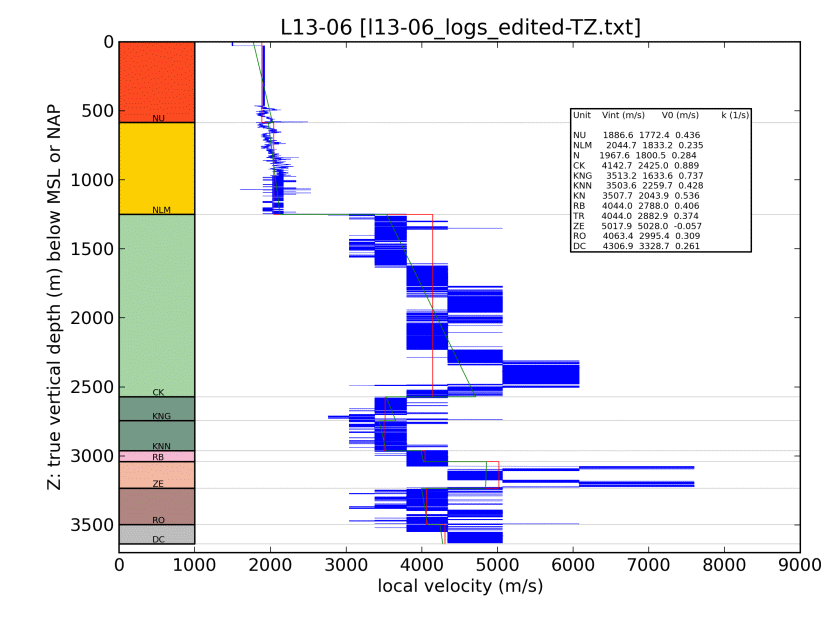 L13-06 [l13-06_logs_edited-TZ.txt]
Z: true vertical depth (m) below MSL or NAP
0
500
1000
1500
2000
2500
3000
3500
NU
NLM
CK
KNG
KNN
RB
ZE
RO
DC
Unit Vint (m/s) V0 (m/s) k (1/s)
NU 1886.6 1772.4 0.436
NLM 2044.7 1833.2 0.235
N 1967.6 1800.5 0.284
CK 4142.7 2425.0 0.889
KNG 3513.2 1633.6 0.737
KNN 3503.6 2259.7 0.428
KN 3507.7 2043.9 0.536
RB 4044.0 2788.0 0.406
TR 4044.0 2882.9 0.374
ZE 5017.9 5028.0 -0.057
RO 4063.4 2995.4 0.309
DC 4306.9 3328.7 0.261
0 1000 2000 3000 4000 5000 6000 7000 8000 9000
local velocity (m/s)